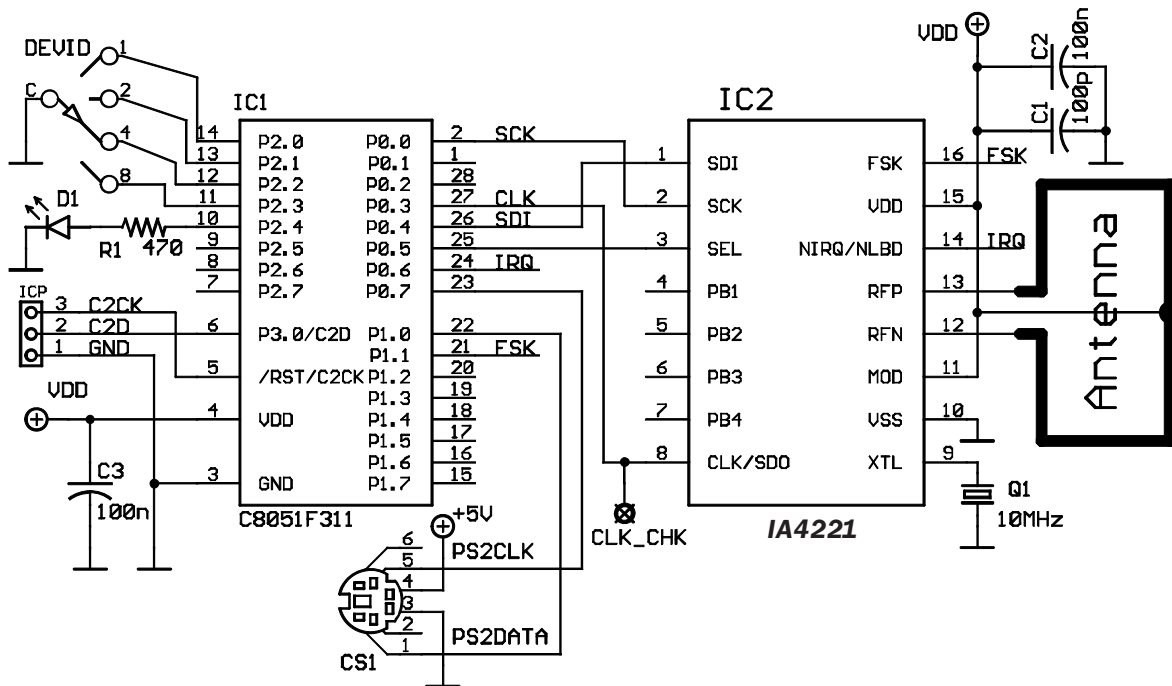 DEVID
1
2
C
4
8
D1
R1
470
IC1
14 P2.0 P0.0 2 SCK
13 P2.1 P0.1 1
12 P2.2 P0.2 28
11 P2.3 P0.3 27 CLK
10 P2.4 P0.4 26 SDI
9 P2.5 P0.5 25
8 P2.6 P0.6 24 IRQ
7 P2.7 P0.7 23
6 P3.0/C2D P1.0 22
P1.1 21 FSK
5 /RST/C2CK P1.2 20
P1.3 19
4 VDD P1.4 18
P1.5 17
P1.6 16
3 GND P1.7 15
C8051F311
ICP
3 C2CK
2 C2D
1 GND
VDD
C3
100n
+5V
6 PS2CLK
5
4
3
2 PS2DATA
1
CS1
CLK_CHK
IC2
1 SDI FSK 16 FSK
2 SCK VDD 15
3 SEL NIRQ/NLBD 14 IRQ
4 PB1 RFP 13
5 PB2 RFN 12
6 PB3 MOD 11
7 PB4 VSS 10
8 CLK/SDO XTL 9
IA4221
VDD
C2
100n
C1
100p
Antenna
Q1
10MHz